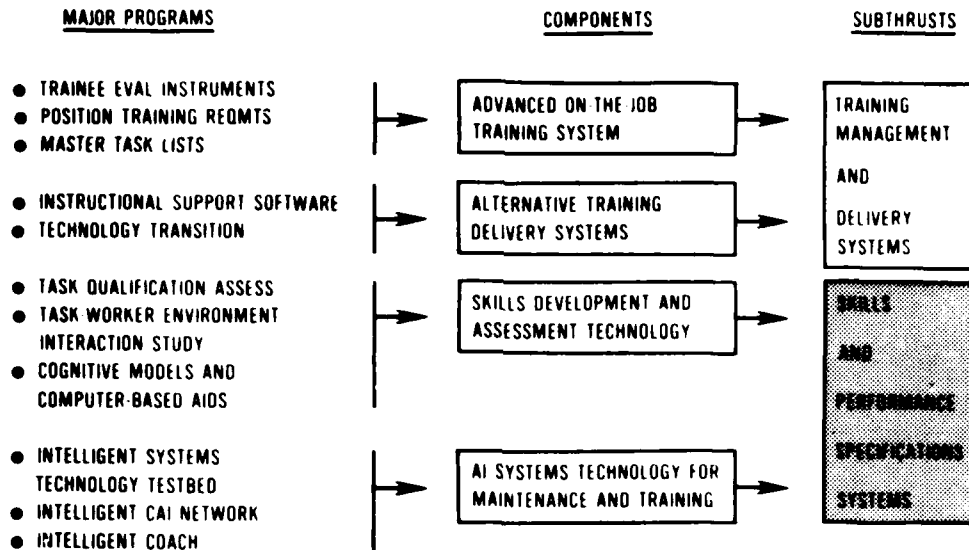 MAJOR PROGRAMS
COMPONENTS
SUBTHRUSTS
● TRAINEE EVAL INSTRUMENTS
● POSITION TRAINING REQMTS
● MASTER TASK LISTS
ADVANCED ON-THE-JOB
TRAINING SYSTEM
● INSTRUCTIONAL SUPPORT SOFTWARE
● TECHNOLOGY TRANSITION
ALTERNATIVE TRAINING
DELIVERY SYSTEMS
TRAINING
MANAGEMENT
AND
DELIVERY
SYSTEMS
● TASK QUALIFICATION ASSESS
● TASK-WORKER ENVIRONMENT
INTERACTION STUDY
● COGNITIVE MODELS AND
COMPUTER-BASED AIDS
SKILLS DEVELOPMENT AND
ASSESSMENT TECHNOLOGY
● INTELLIGENT SYSTEMS
TECHNOLOGY TESTBED
● INTELLIGENT CAI NETWORK
● INTELLIGENT COACH
AI SYSTEMS TECHNOLOGY FOR
MAINTENANCE AND TRAINING
SKILLS
AND
PERFORMANCE
SPECIFICATIONS
SYSTEMS